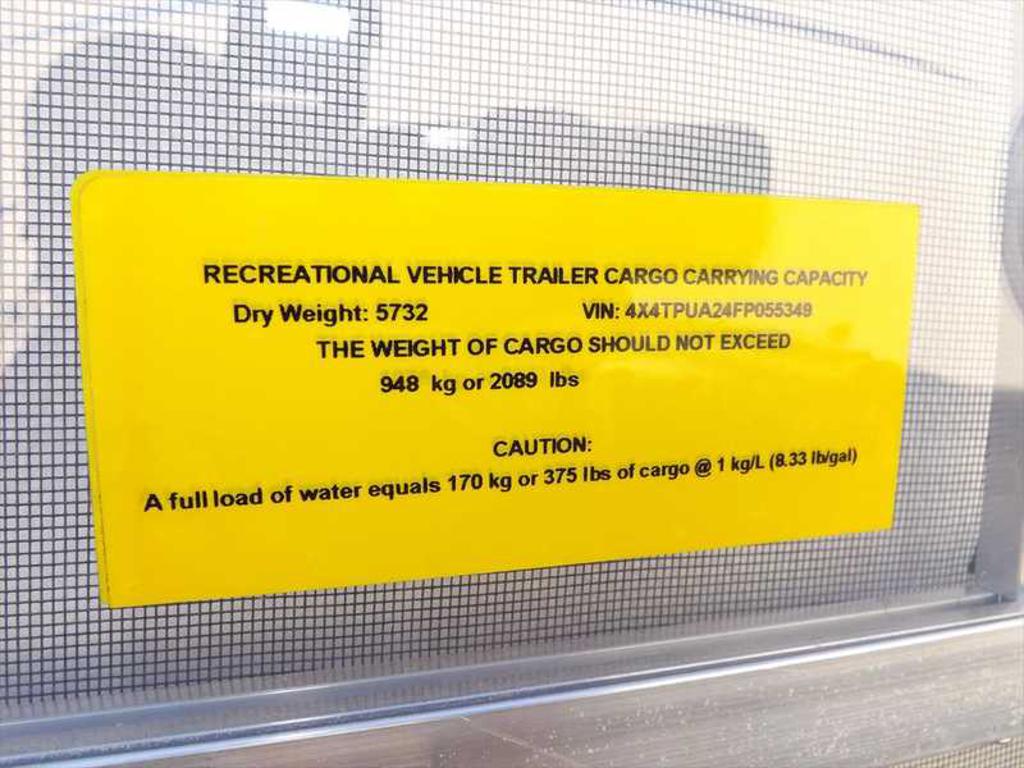 RECREATIONAL VEHICLE TRAILER CARGO CARRYING CAPACITY
Dry Weight: 5732 VIN: 4X4TPUA24FP055349
THE WEIGHT OF CARGO SHOULD NOT EXCEED
948 kg or 2089 lbs
CAUTION:
A full load of water equals 170 kg or 375 lbs of cargo @ 1 kg/L (8.33 lb/gal)